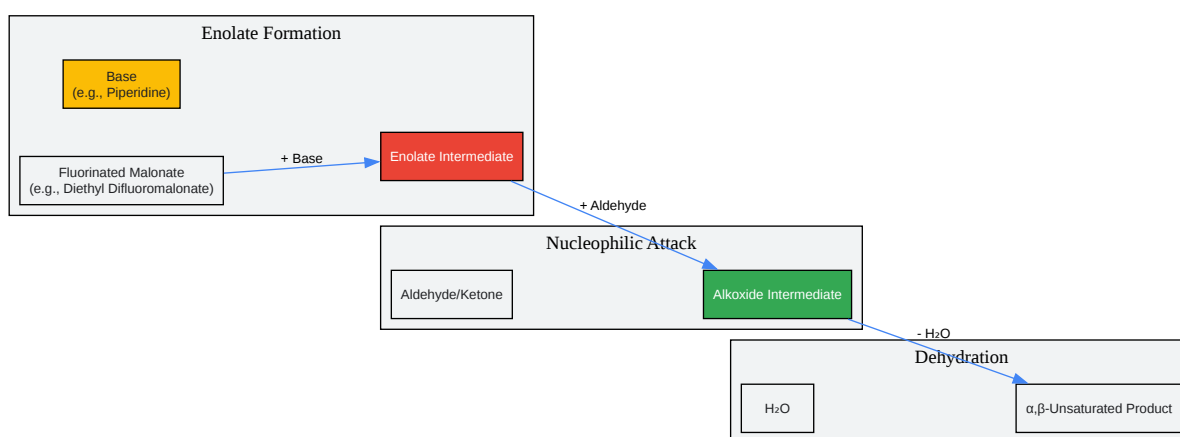 Enolate Formation
Base
(e.g., Piperidine)
Fluorinated Malonate
(e.g., Diethyl Difluoromalonate)
+ Base
Enolate Intermediate
+ Aldehyde
Nucleophilic Attack
Aldehyde/Ketone
Alkoxide Intermediate
- H₂O
Dehydration
H₂O
α,β-Unsaturated Product